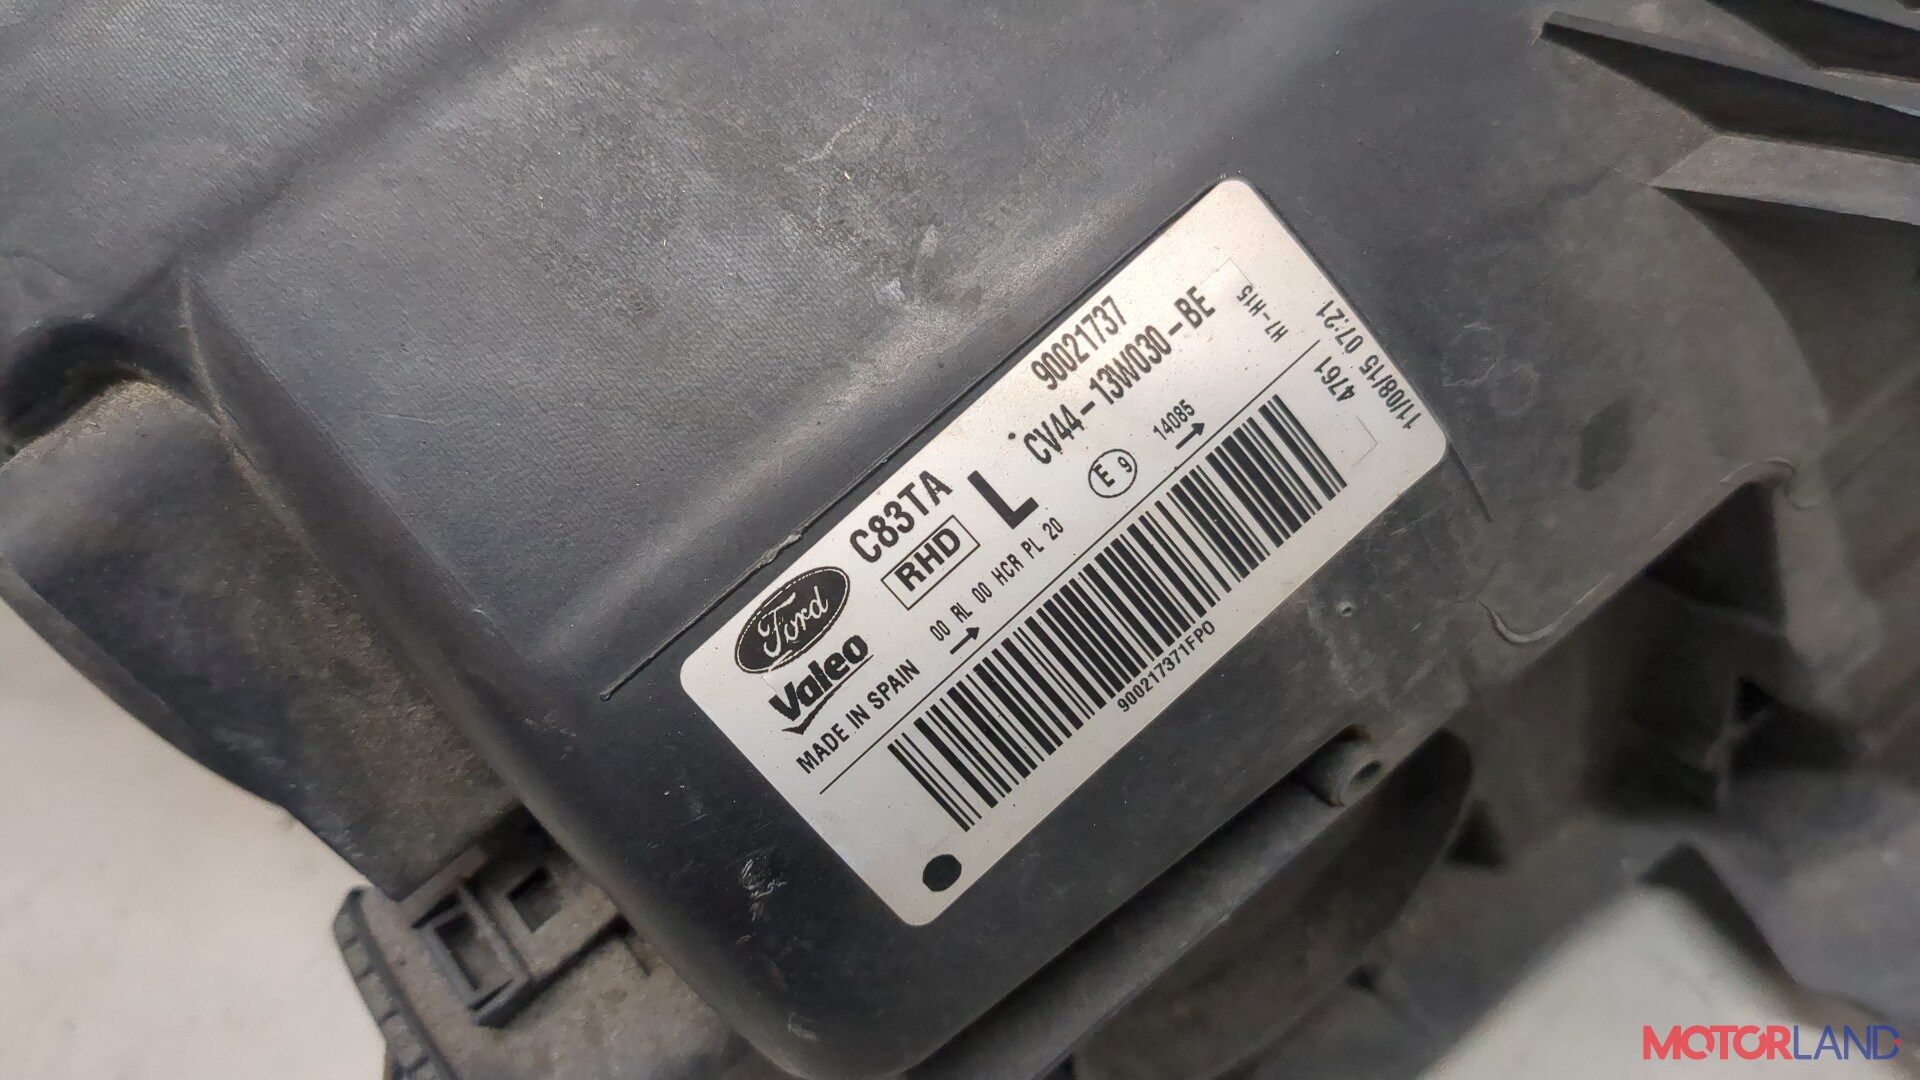 Ford
C83TA
90021737
Valeo
RHD
L
CV44-13W030-BE
MADE IN SPAIN
00 RL 00 HCR PL 20
E 9
14085
H7-H15
4761
11/08/15 07:21
900217371FPO
MOTORLAND